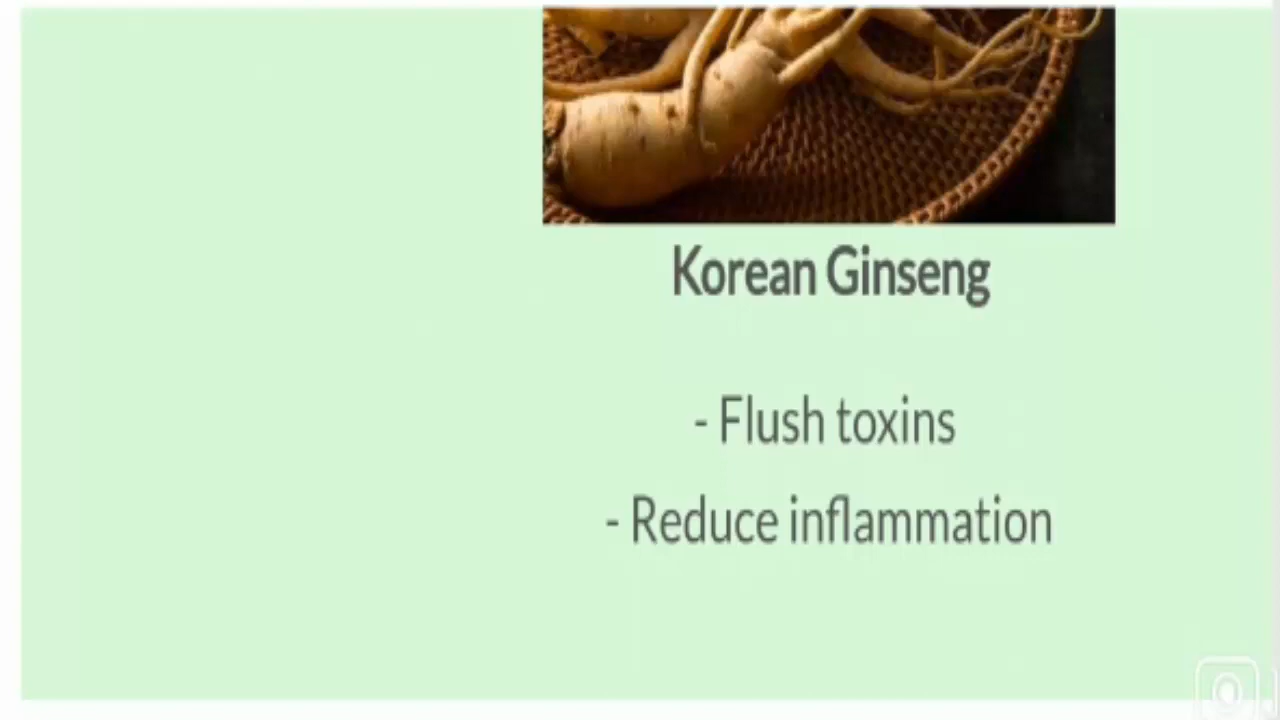 Korean Ginseng
- Flush toxins
- Reduce inflammation